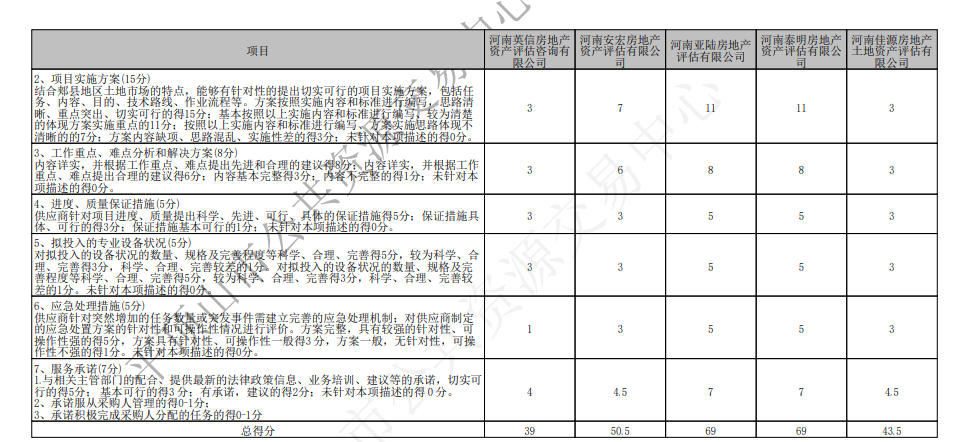 项目
河南英信房地产资产评估咨询有限公司
河南安宏房地产资产评估有限公司
河南亚陆房地产评估有限公司
河南泰明房地产资产评估有限公司
河南佳源房地产土地资产评估有限公司
2、项目实施方案(15分)
结合郏县地区土地市场的特点，能够有针对性的提出切实可行的项目实施方案，包括任
务、内容、目的、技术路线、作业流程等。方案按照实施内容和标准进行编写，思路清
晰、重点突出、切实可行的得15分；基本按照以上实施内容和标准进行编写、较为清楚
的体现方案实施重点的11分；按照以上实施内容和标准进行编写、方案实施思路体现不
清晰的的7分；方案内容缺项、思路混乱、实施性差的得3分；未针对本项描述的得0分。
3 7 11 11 3
3、工作重点、难点分析和解决方案(8分)
内容详实，并根据工作重点、难点提出先进和合理的建议得8分；内容详实，并根据工作
重点、难点提出合理的建议得6分；内容基本完整得3分；内容不完整的得1分；未针对本
项描述的得0分。
3 6 8 8 3
4、进度、质量保证措施(5分)
供应商针对项目进度、质量提出科学、先进、可行、具体的保证措施得5分；保证措施具
体、可行的得3分；保证措施基本可行的1分；未针对本项描述的得0分。
3 3 5 5 3
5、拟投入的专业设备状况(5分)
对拟投入的设备状况的数量、规格及完善程度等科学、合理、完善得5分，较为科学、合
理、完善得3分，科学、合理、完善较差的1分。对拟投入的设备状况的数量、规格及完
善程度等科学、合理、完善得5分，较为科学、合理、完善得3分，科学、合理、完善较
差的1分。未针对本项描述的得0分。
3 3 5 5 3
6、应急处理措施(5分)
供应商针对突然增加的任务数量或突发事件需建立完善的应急处理机制；对供应商制定
的应急处置方案的针对性和可操作性情况进行评价。方案完整，具有较强的针对性、可
操作性强的得5分，方案具有针对性、可操作性一般得3分，方案一般，无针对性，可操
作性不强的得1分。未针对本项描述的得0分。
1 3 5 5 3
7、服务承诺(7分)
1.与相关主管部门的配合、提供最新的法律政策信息、业务培训、建议等的承诺，切实可
行的得5分； 基本可行的得3分；有承诺，建议的得2分；未针对本项描述的得0分。
2、承诺服从采购人管理的得0-1分；
3、承诺积极完成采购人分配的任务的得0-1分
4 4.5 7 7 4.5
总得分 39 50.5 69 69 43.5
平顶山市公共资源交易中心
市公共资源交易中心